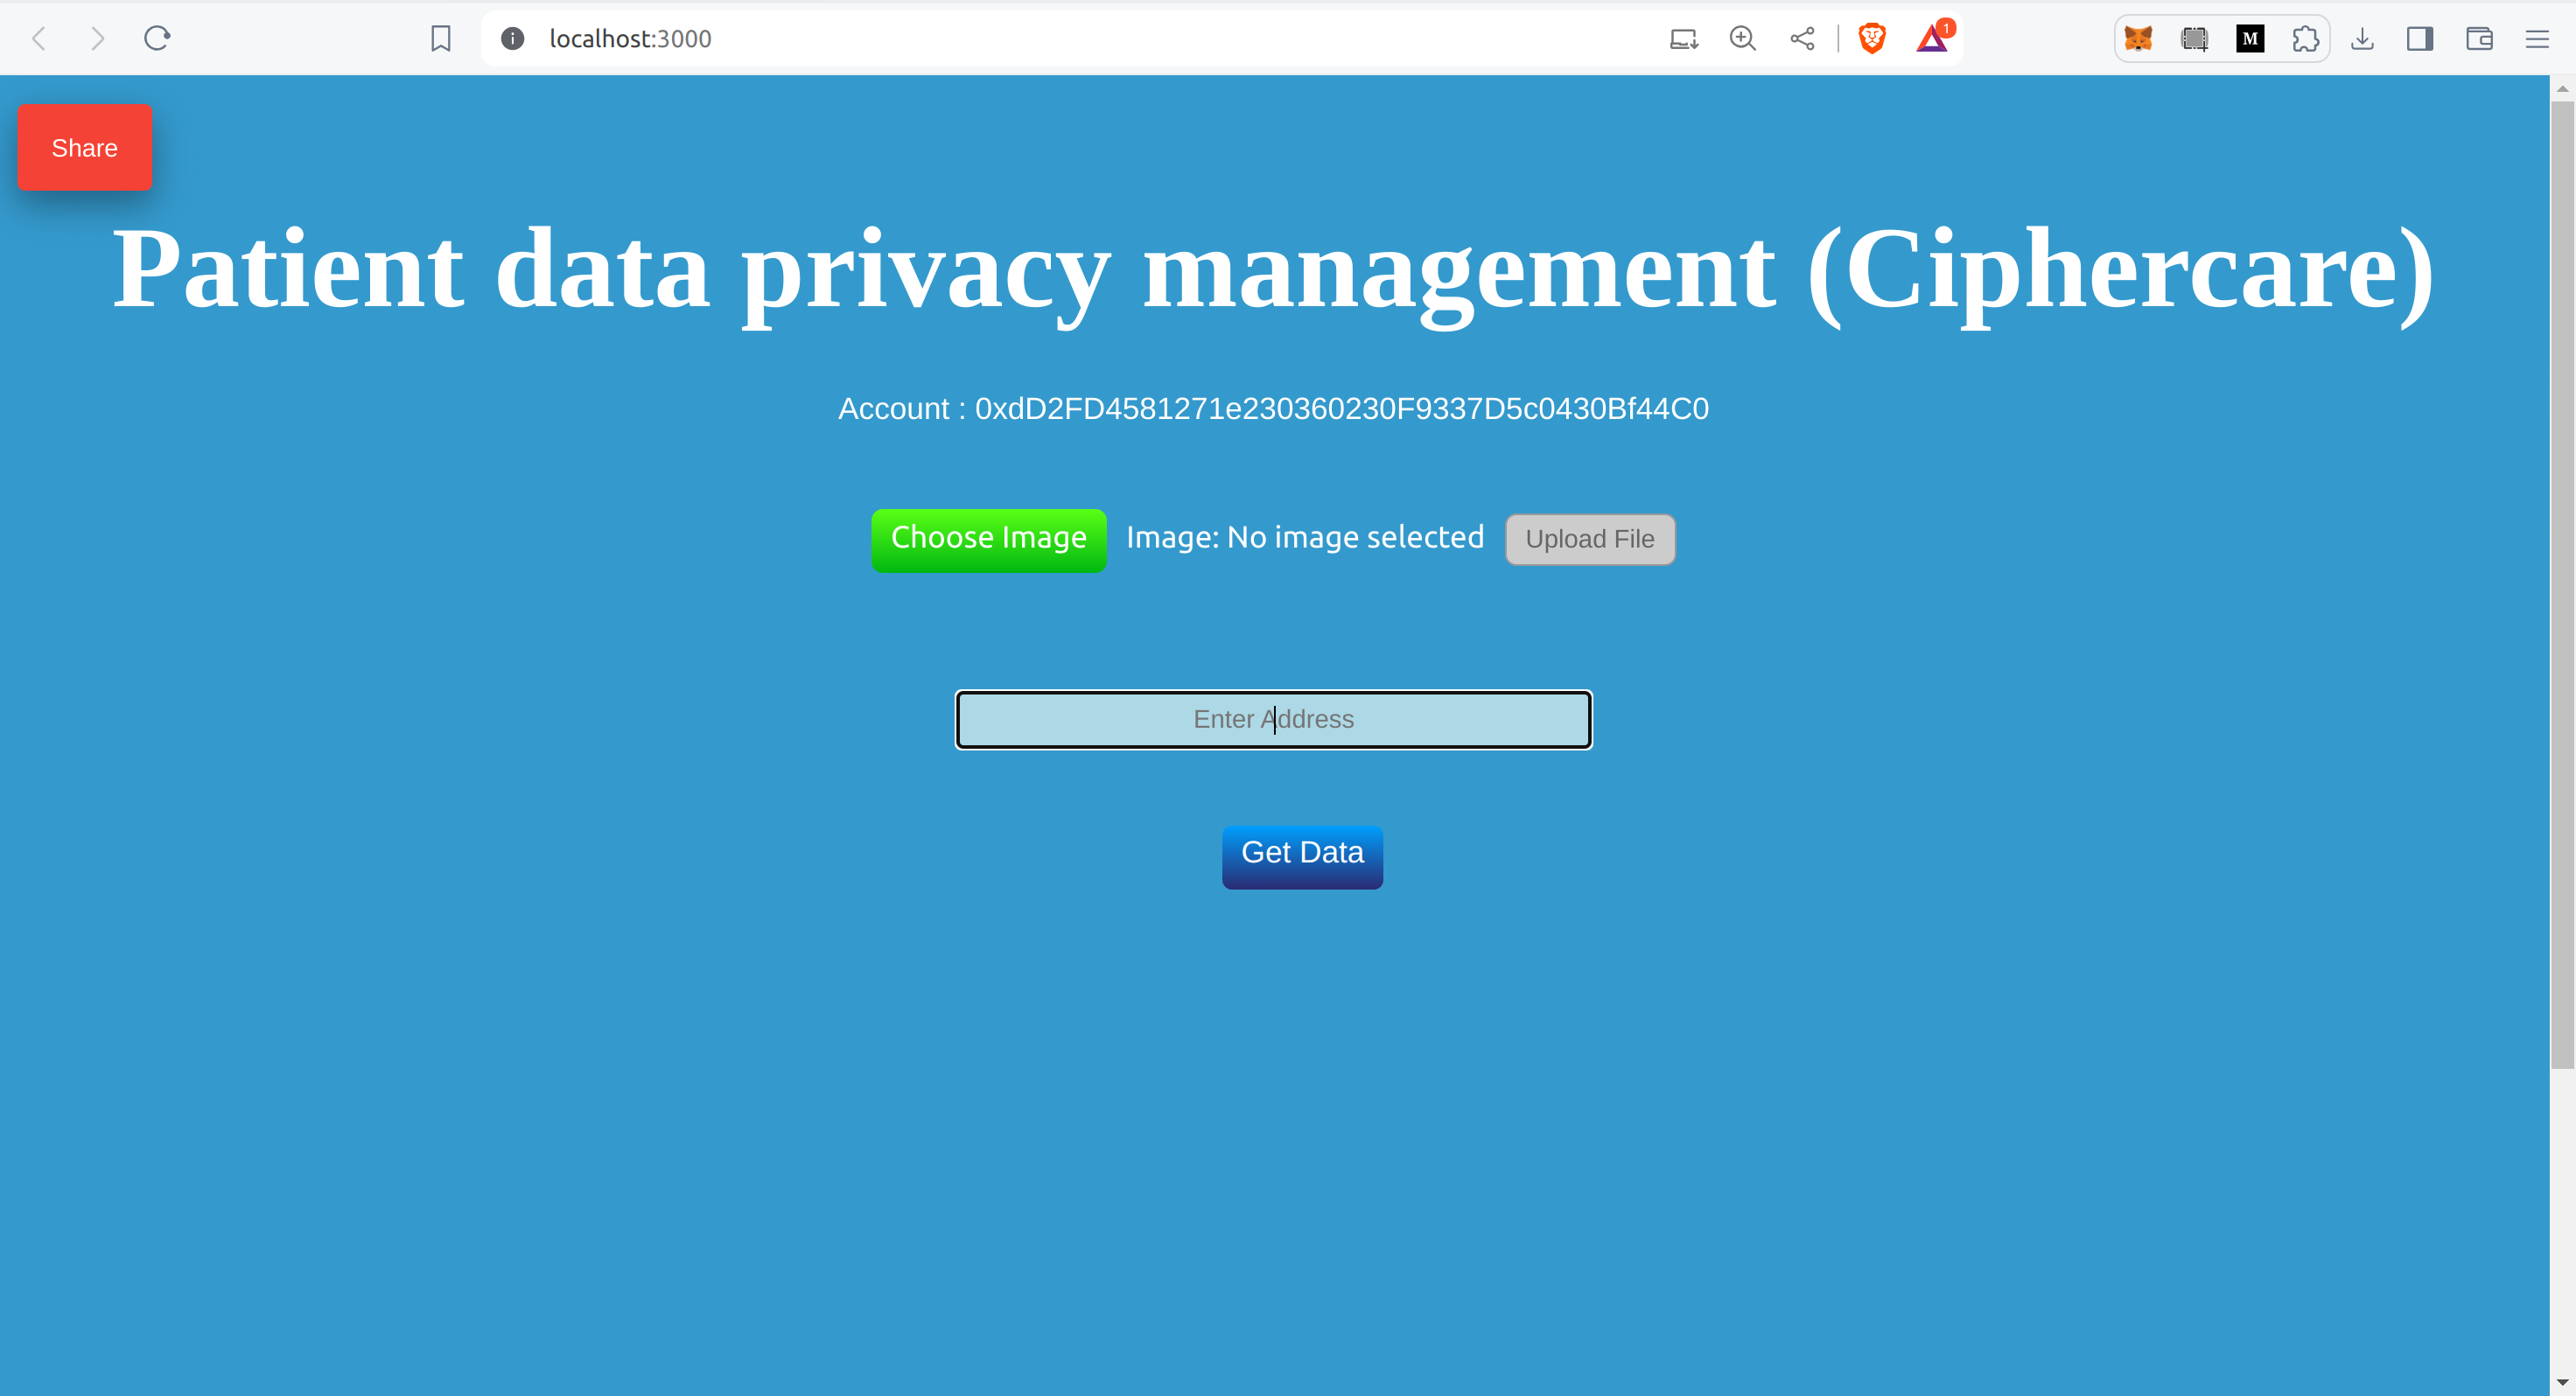 localhost:3000
1
M
Share
Patient data privacy management (Ciphercare)
Account : 0xdD2FD4581271e230360230F9337D5c0430Bf44C0
Choose Image Image: No image selected Upload File
Enter Address
Get Data